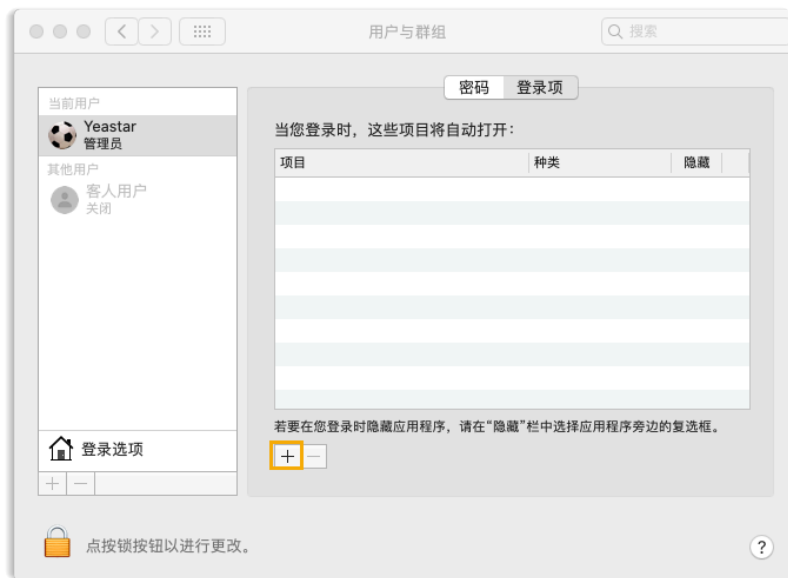 用户与群组
搜索
密码
登录项
当前用户
Yeastar
管理员
其他用户
客人用户
关闭
当您登录时，这些项目将自动打开：
项目
种类
隐藏
若要在您登录时隐藏应用程序，请在“隐藏”栏中选择应用程序旁边的复选框。
登录选项
点按锁按钮以进行更改。
?